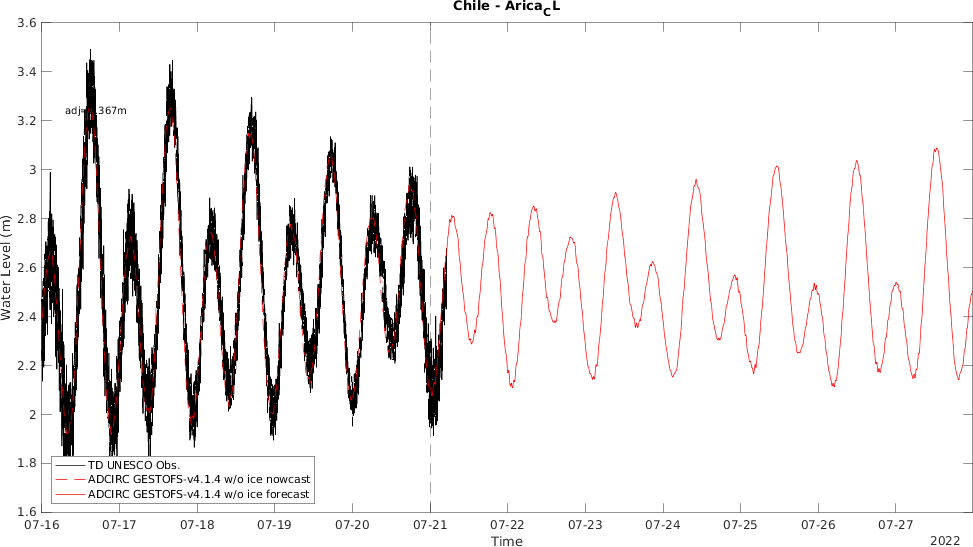 Chile - AricaCL
3.6
3.4
3.2
3
2.8
2.6
2.4
2.2
2
1.8
1.6
Water Level (m)
adj= 367m
TD UNESCO Obs.
ADCIRC GESTOFS-v4.1.4 w/o ice nowcast
ADCIRC GESTOFS-v4.1.4 w/o ice forecast
07-16 07-17 07-18 07-19 07-20 07-21 07-22 07-23 07-24 07-25 07-26 07-27
Time
2022